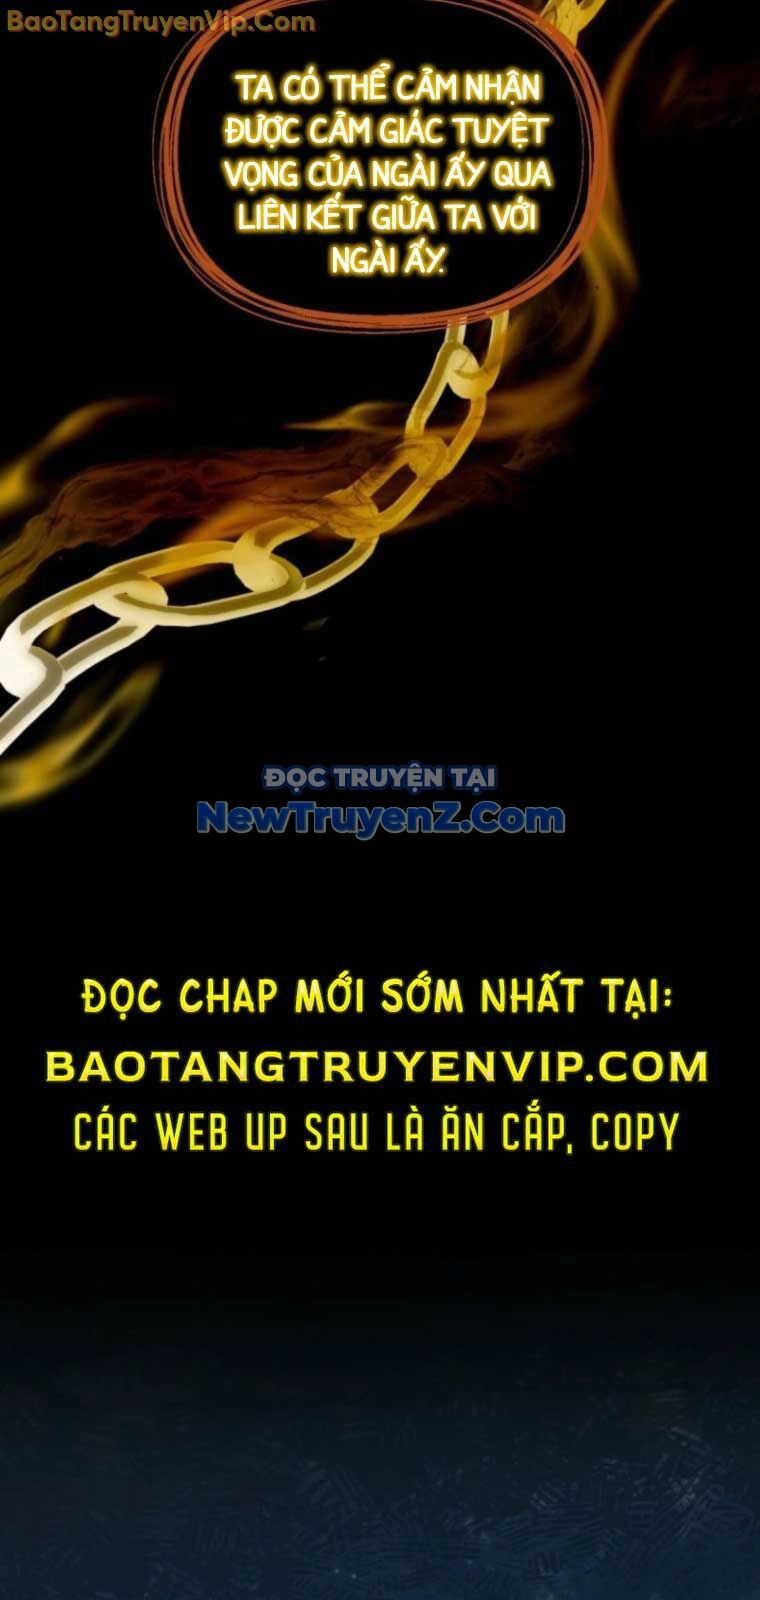 BaoTangTruyenVip.Com
TA CÓ THỂ CẢM NHẬN
ĐƯỢC CẢM GIÁC TUYỆT
VỌNG CỦA NGÀI ẤY QUA
LIÊN KẾT GIỮA TA VỚI
NGÀI ẤY.
ĐỌC TRUYỆN TẠI
NewTruyenZ.Com
ĐỌC CHAP MỚI SỚM NHẤT TẠI:
BAOTANGTRUYENVIP.COM
CÁC WEB UP SAU LÀ ĂN CẮP, COPY